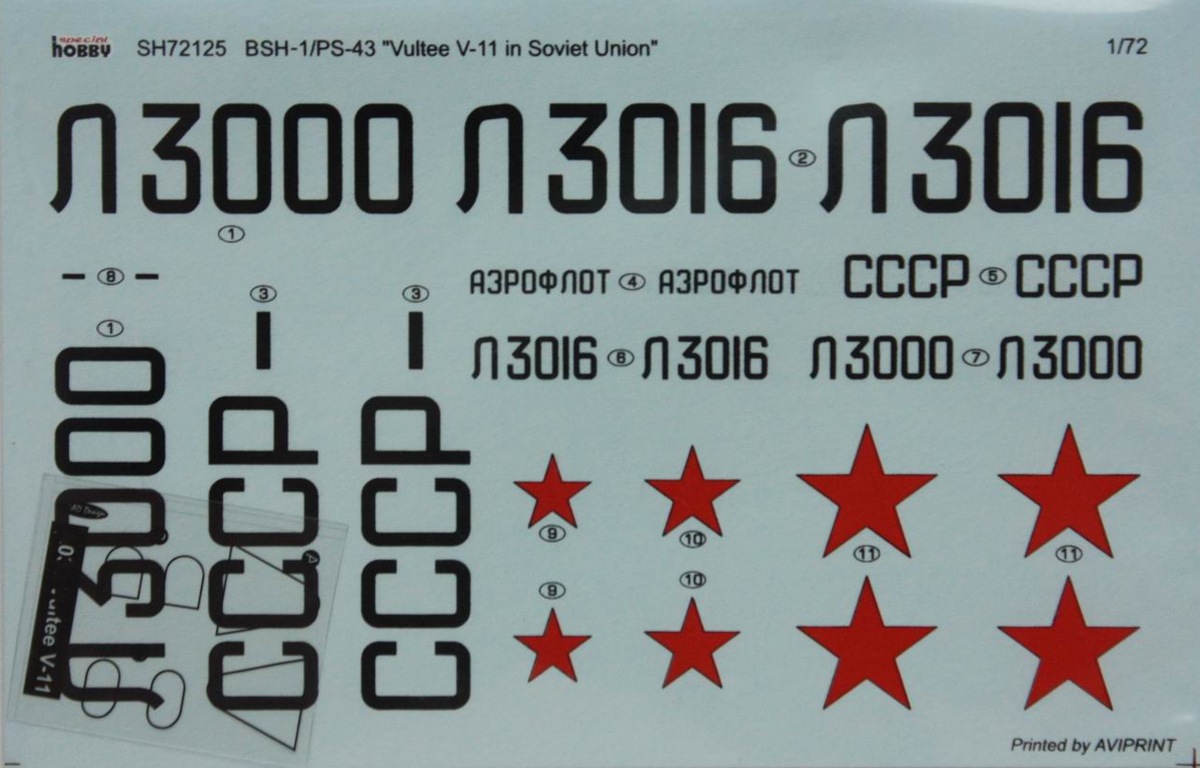 special HOBBY SH72125 BSH-1/PS-43 "Vultee V-11 in Soviet Union" 1/72
Л3000 Л3016 2 Л3016
1
8
АЭРОФЛОТ 4 АЭРОФЛОТ
СССР 5 СССР
3 3
1
Л3016 6 Л3016 Л3000 7 Л3000
Л3000
СССР-
СССР-
9 10 11 11
9 10
AD Design
Vultee V-11
Printed by AVIPRINT